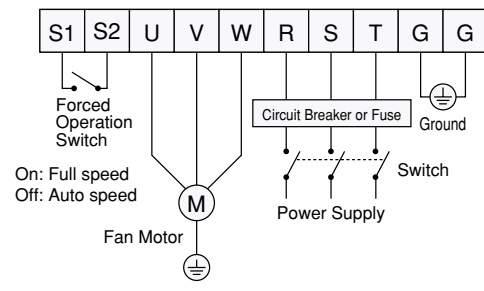 S1 S2 U V W R S T G G
Forced
Operation
Switch
On: Full speed
Off: Auto speed
M
Fan Motor
Circuit Breaker or Fuse
Ground
Switch
Power Supply